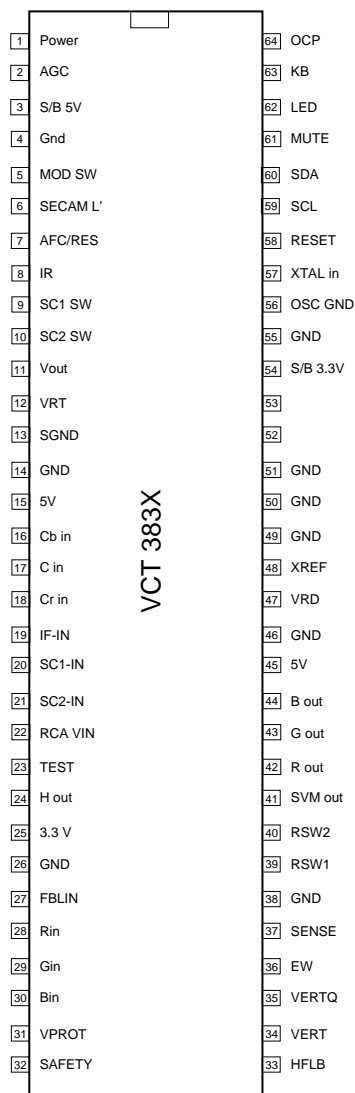 1 Power 64 OCP
2 AGC 63 KB
3 S/B 5V 62 LED
4 Gnd 61 MUTE
5 MOD SW 60 SDA
6 SECAM L' 59 SCL
7 AFC/RES 58 RESET
8 IR 57 XTAL in
9 SC1 SW 56 OSC GND
10 SC2 SW 55 GND
11 Vout 54 S/B 3.3V
12 VRT 53
13 SGND 52
14 GND 51 GND
15 5V 50 GND
16 Cb in 49 GND
17 C in 48 XREF
18 Cr in 47 VRD
19 IF-IN 46 GND
20 SC1-IN 45 5V
21 SC2-IN 44 B out
22 RCA VIN 43 G out
23 TEST 42 R out
24 H out 41 SVM out
25 3.3 V 40 RSW2
26 GND 39 RSW1
27 FBLIN 38 GND
28 Rin 37 SENSE
29 Gin 36 EW
30 Bin 35 VERTQ
31 VPROT 34 VERT
32 SAFETY 33 HFLB
VCT 383X